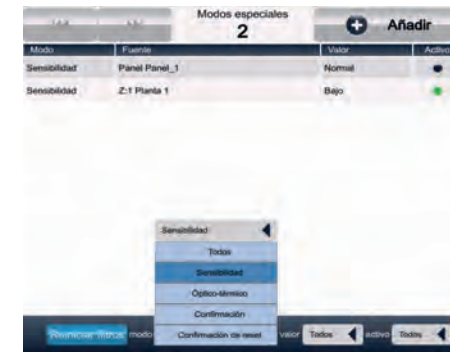 Modos especiales
2
Añadir
Modo Fuente Valor Activo
Sensibilidad Panel Panel_1 Normal
Sensibilidad Z:1 Planta 1 Bajo
Sensibilidad
Todos
Sensibilidad
Óptico-térmico
Confirmación
Confirmación de reset
Reiniciar filtros modo valor Todos activo Todos